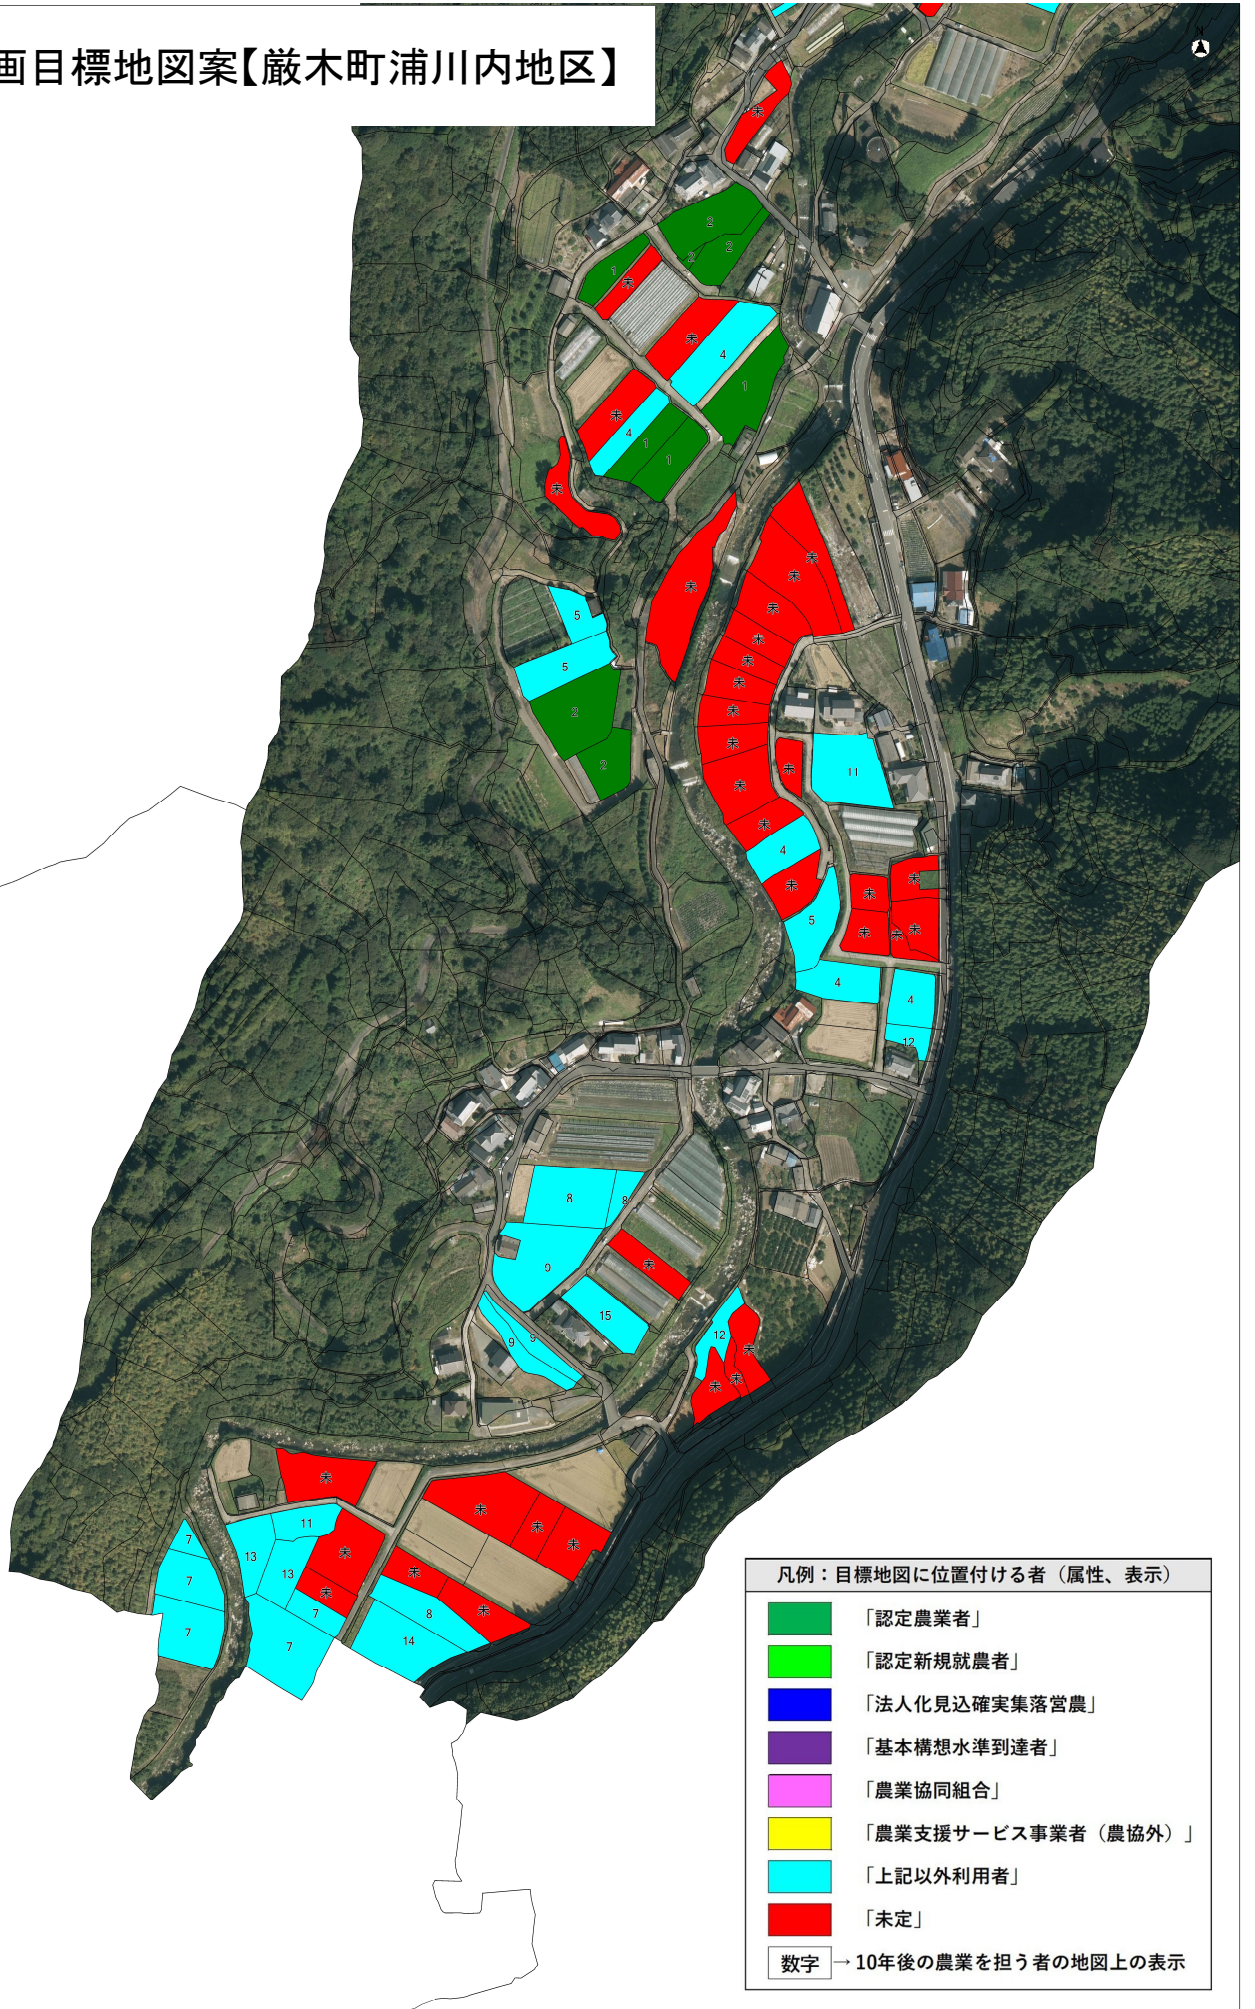 画目標地図案【厳木町浦川内地区】
未
2
2
2
1
未
未
4
1
未
4
1
1
未
未
未
未
未
未
未
未
未
未
未
未
未
5
5
2
2
11
4
未
5
未
未
未
未
未
4
4
12
8
8
9
未
15
9
9
12
未
未
未
未
未
未
未
11
13
13
未
未
7
7
7
7
7
未
未
8
14
凡例：目標地図に位置付ける者（属性、表示）
「認定農業者」
「認定新規就農者」
「法人化見込確実集落営農」
「基本構想水準到達者」
「農業協同組合」
「農業支援サービス事業者（農協外）」
「上記以外利用者」
「未定」
数字→10年後の農業を担う者の地図上の表示